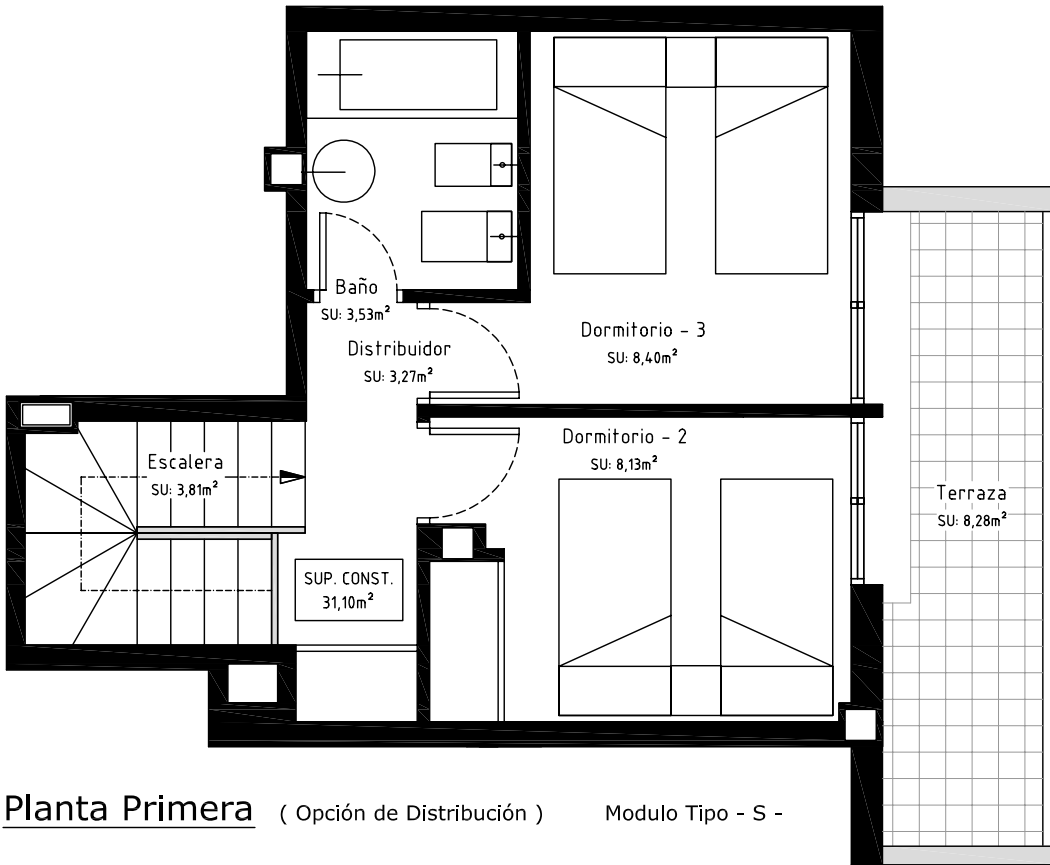 Baño
SU: 3,53m²
Distribuidor
SU: 3,27m²
Dormitorio - 3
SU: 8,40m²
Dormitorio - 2
SU: 8,13m²
Escalera
SU: 3,81m²
Terraza
SU: 8,28m²
SUP. CONST.
31,10m²
Planta Primera ( Opción de Distribución ) Modulo Tipo - S -